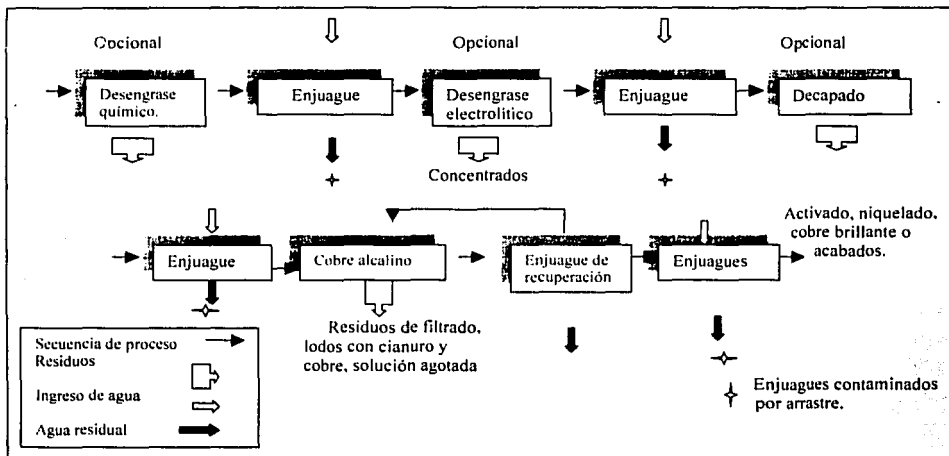 Opcional
Opcional
Opcional
Desengrase
químico.
Enjuague
Desengrase
electrolítico
Enjuague
Decapado
Concentrados
Enjuague
Cobre alcalino
Enjuague de
recuperación
Enjuagues
Activado, niquelado,
cobre brillante o
acabados.
Residuos de filtrado,
lodos con cianuro y
cobre, solución agotada
Secuencia de proceso
Residuos
Ingreso de agua
Agua residual
Enjuagues contaminados
por arrastre.